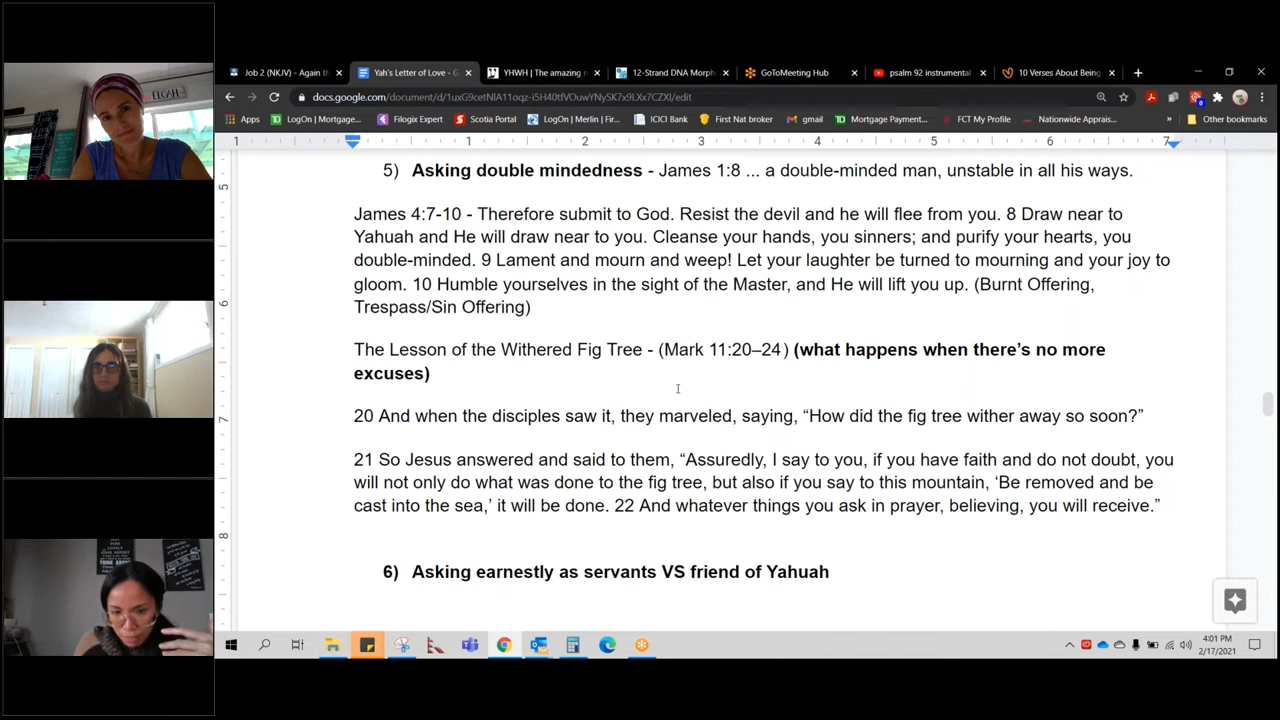 ELOAH
Job 2 (NKJV) - Again th
Yah's Letter of Love - G
YHWH | The amazing n
12-Strand DNA Morph
GoToMeeting Hub
psalm 92 instrumental
10 Verses About Being
Apps
LogOn | Mortgage...
Filogix Expert
Scotia Portal
LogOn | Merlin | Fir...
ICICI Bank
First Nat broker
gmail
Mortgage Payment...
FCT My Profile
Nationwide Apprais...
»
Other bookmarks
1 1 2 3 4 5 6 7
5) Asking double mindedness - James 1:8 ... a double-minded man, unstable in all his ways.
James 4:7-10 - Therefore submit to God. Resist the devil and he will flee from you. 8 Draw near to
Yahuah and He will draw near to you. Cleanse your hands, you sinners; and purify your hearts, you
double-minded. 9 Lament and mourn and weep! Let your laughter be turned to mourning and your joy to
gloom. 10 Humble yourselves in the sight of the Master, and He will lift you up. (Burnt Offering,
Trespass/Sin Offering)
The Lesson of the Withered Fig Tree - (Mark 11:20–24) (what happens when there’s no more
excuses)
20 And when the disciples saw it, they marveled, saying, “How did the fig tree wither away so soon?”
21 So Jesus answered and said to them, “Assuredly, I say to you, if you have faith and do not doubt, you
will not only do what was done to the fig tree, but also if you say to this mountain, ‘Be removed and be
cast into the sea,’ it will be done. 22 And whatever things you ask in prayer, believing, you will receive.”
6) Asking earnestly as servants VS friend of Yahuah
5
6
7
8
4:01 PM
2/17/2021